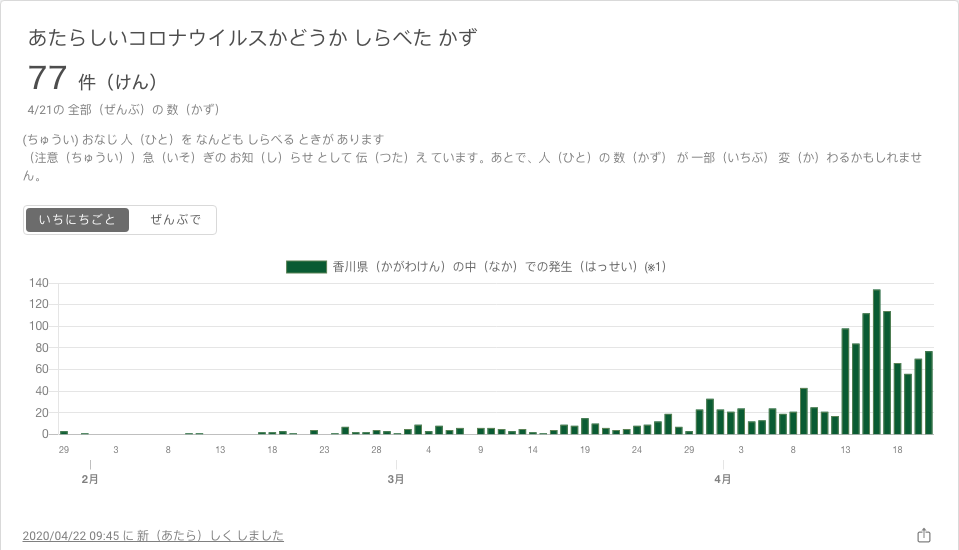 あたらしいコロナウイルスかどうか しらべた かず
77 件（けん）
4/21の 全部（ぜんぶ）の 数（かず）
(ちゅうい) おなじ 人（ひと）を なんども しらべる ときが あります
（注意（ちゅうい））急（いそ）ぎの お知（し）らせ として 伝（つた）え ています。あとで、人（ひと）の 数（かず） が 一部（いちぶ） 変（か）わるかもしれませ
ん。
いちにちごと ぜんぶで
香川県（かがわけん）の中（なか）での発生（はっせい）(※1)
140
120
100
80
60
40
20
0
29 3 8 13 18 23 28 4 9 14 19 24 29 3 8 13 18
2月 3月 4月
2020/04/22 09:45 に 新（あたら）しく しました